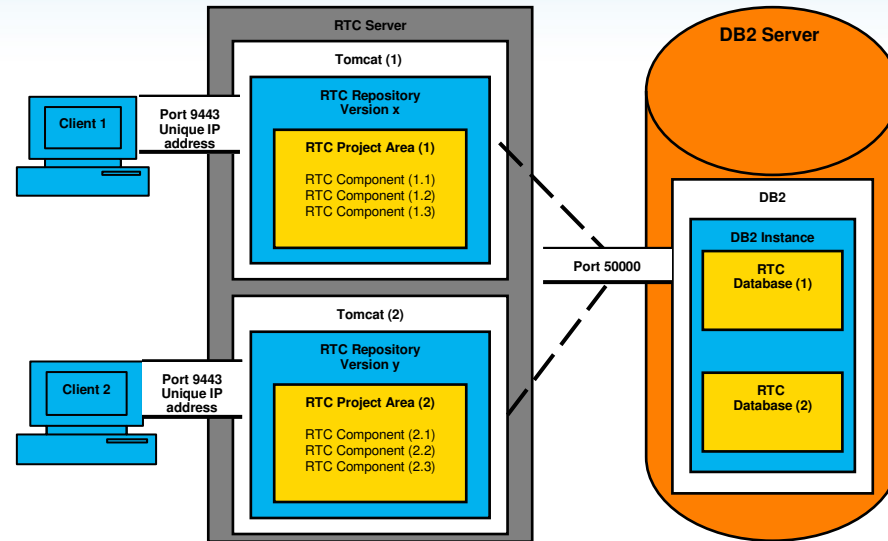 RTC Server
Tomcat (1)
RTC Repository
Version x
RTC Project Area (1)
RTC Component (1.1)
RTC Component (1.2)
RTC Component (1.3)
Client 1
Port 9443
Unique IP
address
Tomcat (2)
RTC Repository
Version y
RTC Project Area (2)
RTC Component (2.1)
RTC Component (2.2)
RTC Component (2.3)
Client 2
Port 9443
Unique IP
address
Port 50000
DB2 Server
DB2
DB2 Instance
RTC
Database (1)
RTC
Database (2)